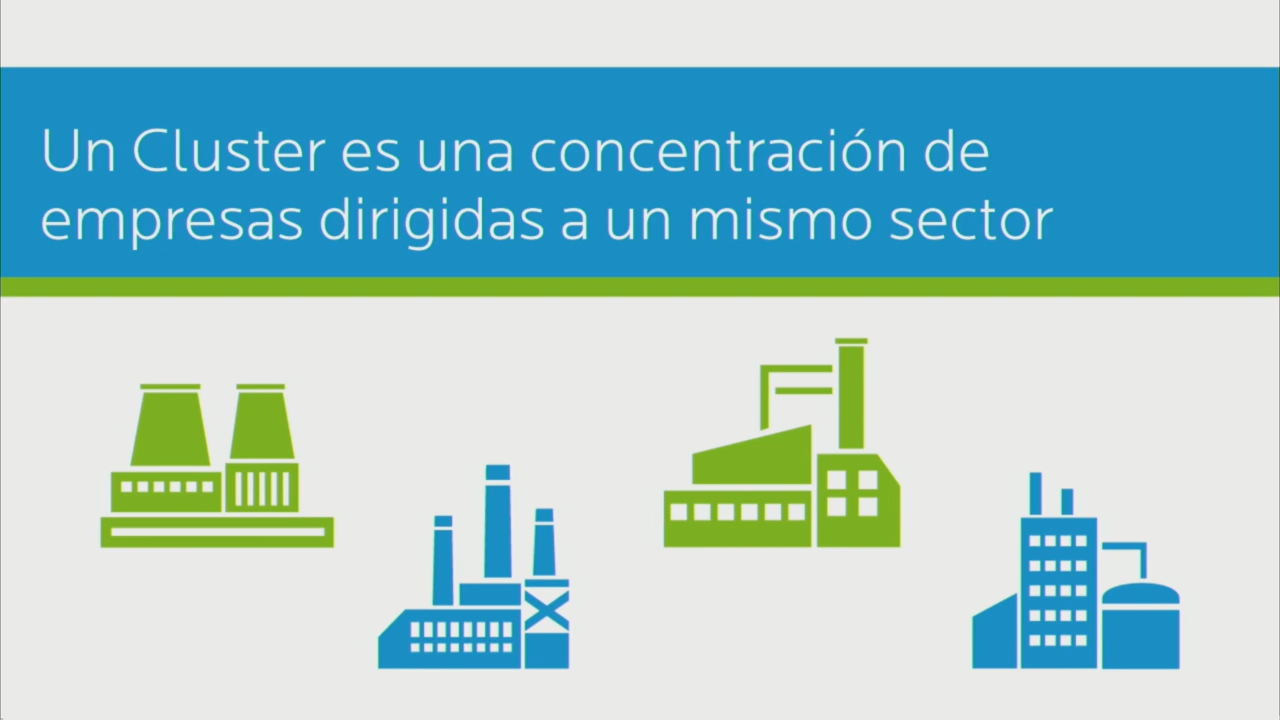 Un Cluster es una concentración de
empresas dirigidas a un mismo sector